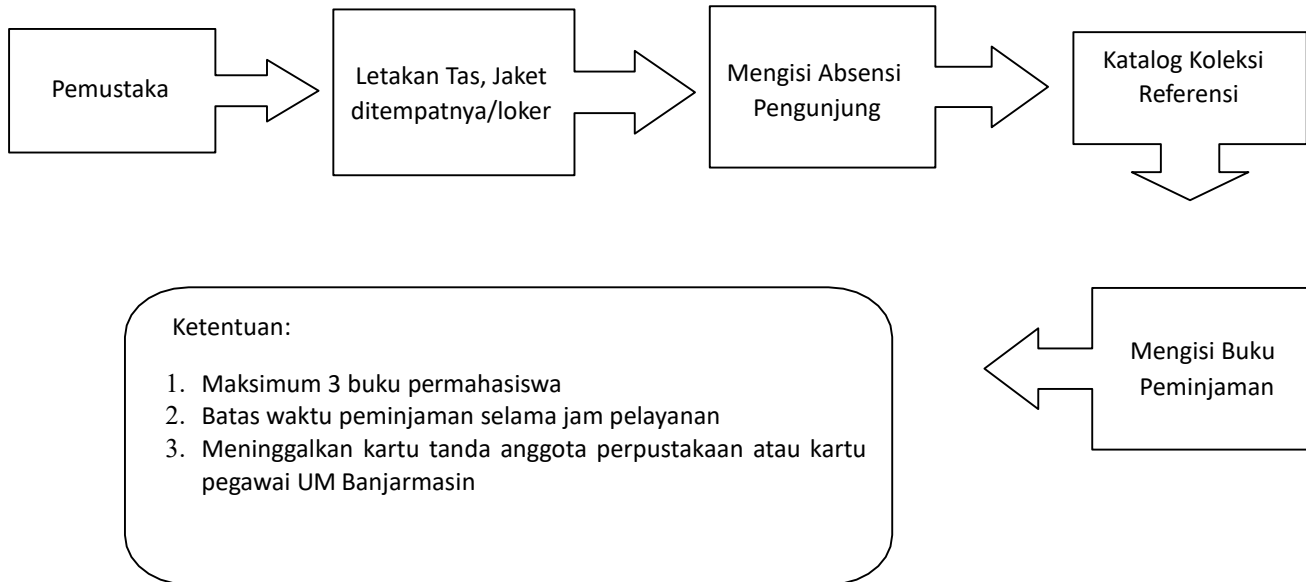 Pemustaka
Letakan Tas, Jaket
ditempatnya/loker
Mengisi Absensi
Pengunjung
Katalog Koleksi
Referensi
Mengisi Buku
Peminjaman
Ketentuan:
1. Maksimum 3 buku permahasiswa
2. Batas waktu peminjaman selama jam pelayanan
3. Meninggalkan kartu tanda anggota perpustakaan atau kartu
pegawai UM Banjarmasin